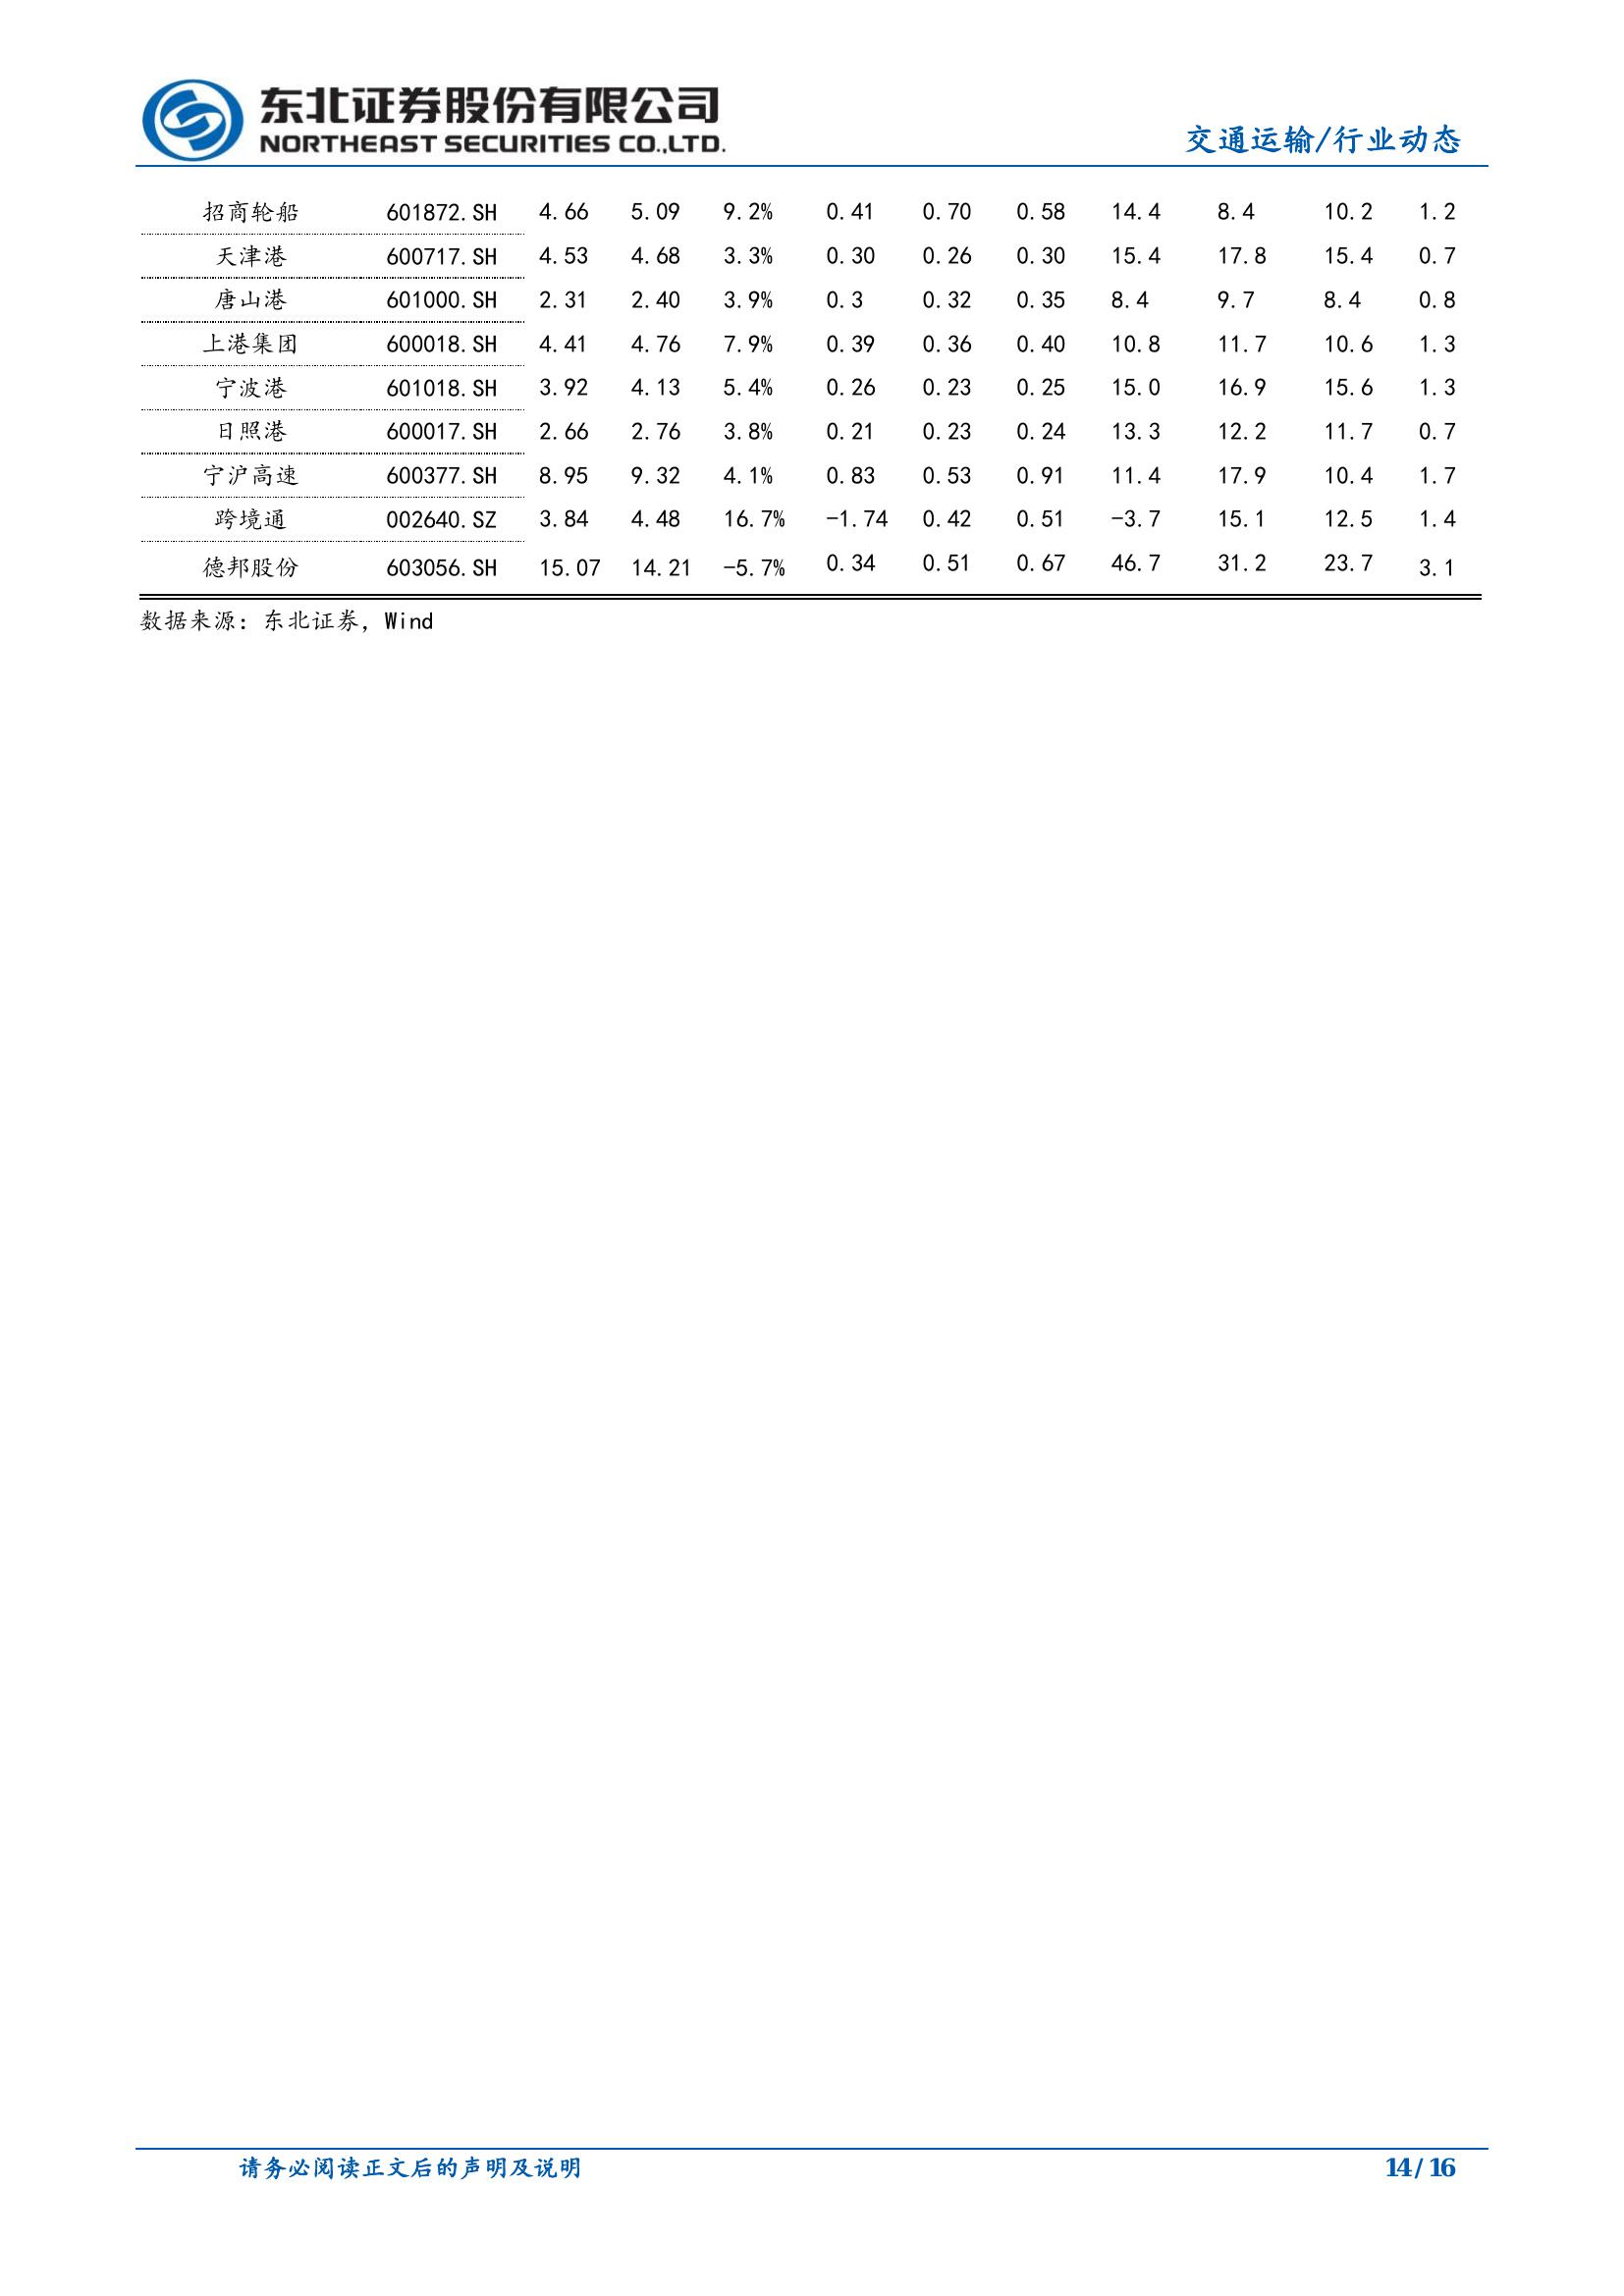 东北证券股份有限公司
NORTHEAST SECURITIES CO.,LTD.
交通运输/行业动态
招商轮船 601872.SH 4.66 5.09 9.2% 0.41 0.70 0.58 14.4 8.4 10.2 1.2
天津港 600717.SH 4.53 4.68 3.3% 0.30 0.26 0.30 15.4 17.8 15.4 0.7
唐山港 601000.SH 2.31 2.40 3.9% 0.3 0.32 0.35 8.4 9.7 8.4 0.8
上港集团 600018.SH 4.41 4.76 7.9% 0.39 0.36 0.40 10.8 11.7 10.6 1.3
宁波港 601018.SH 3.92 4.13 5.4% 0.26 0.23 0.25 15.0 16.9 15.6 1.3
日照港 600017.SH 2.66 2.76 3.8% 0.21 0.23 0.24 13.3 12.2 11.7 0.7
宁沪高速 600377.SH 8.95 9.32 4.1% 0.83 0.53 0.91 11.4 17.9 10.4 1.7
跨境通 002640.SZ 3.84 4.48 16.7% -1.74 0.42 0.51 -3.7 15.1 12.5 1.4
德邦股份 603056.SH 15.07 14.21 -5.7% 0.34 0.51 0.67 46.7 31.2 23.7 3.1
数据来源：东北证券，Wind
请务必阅读正文后的声明及说明
14/16